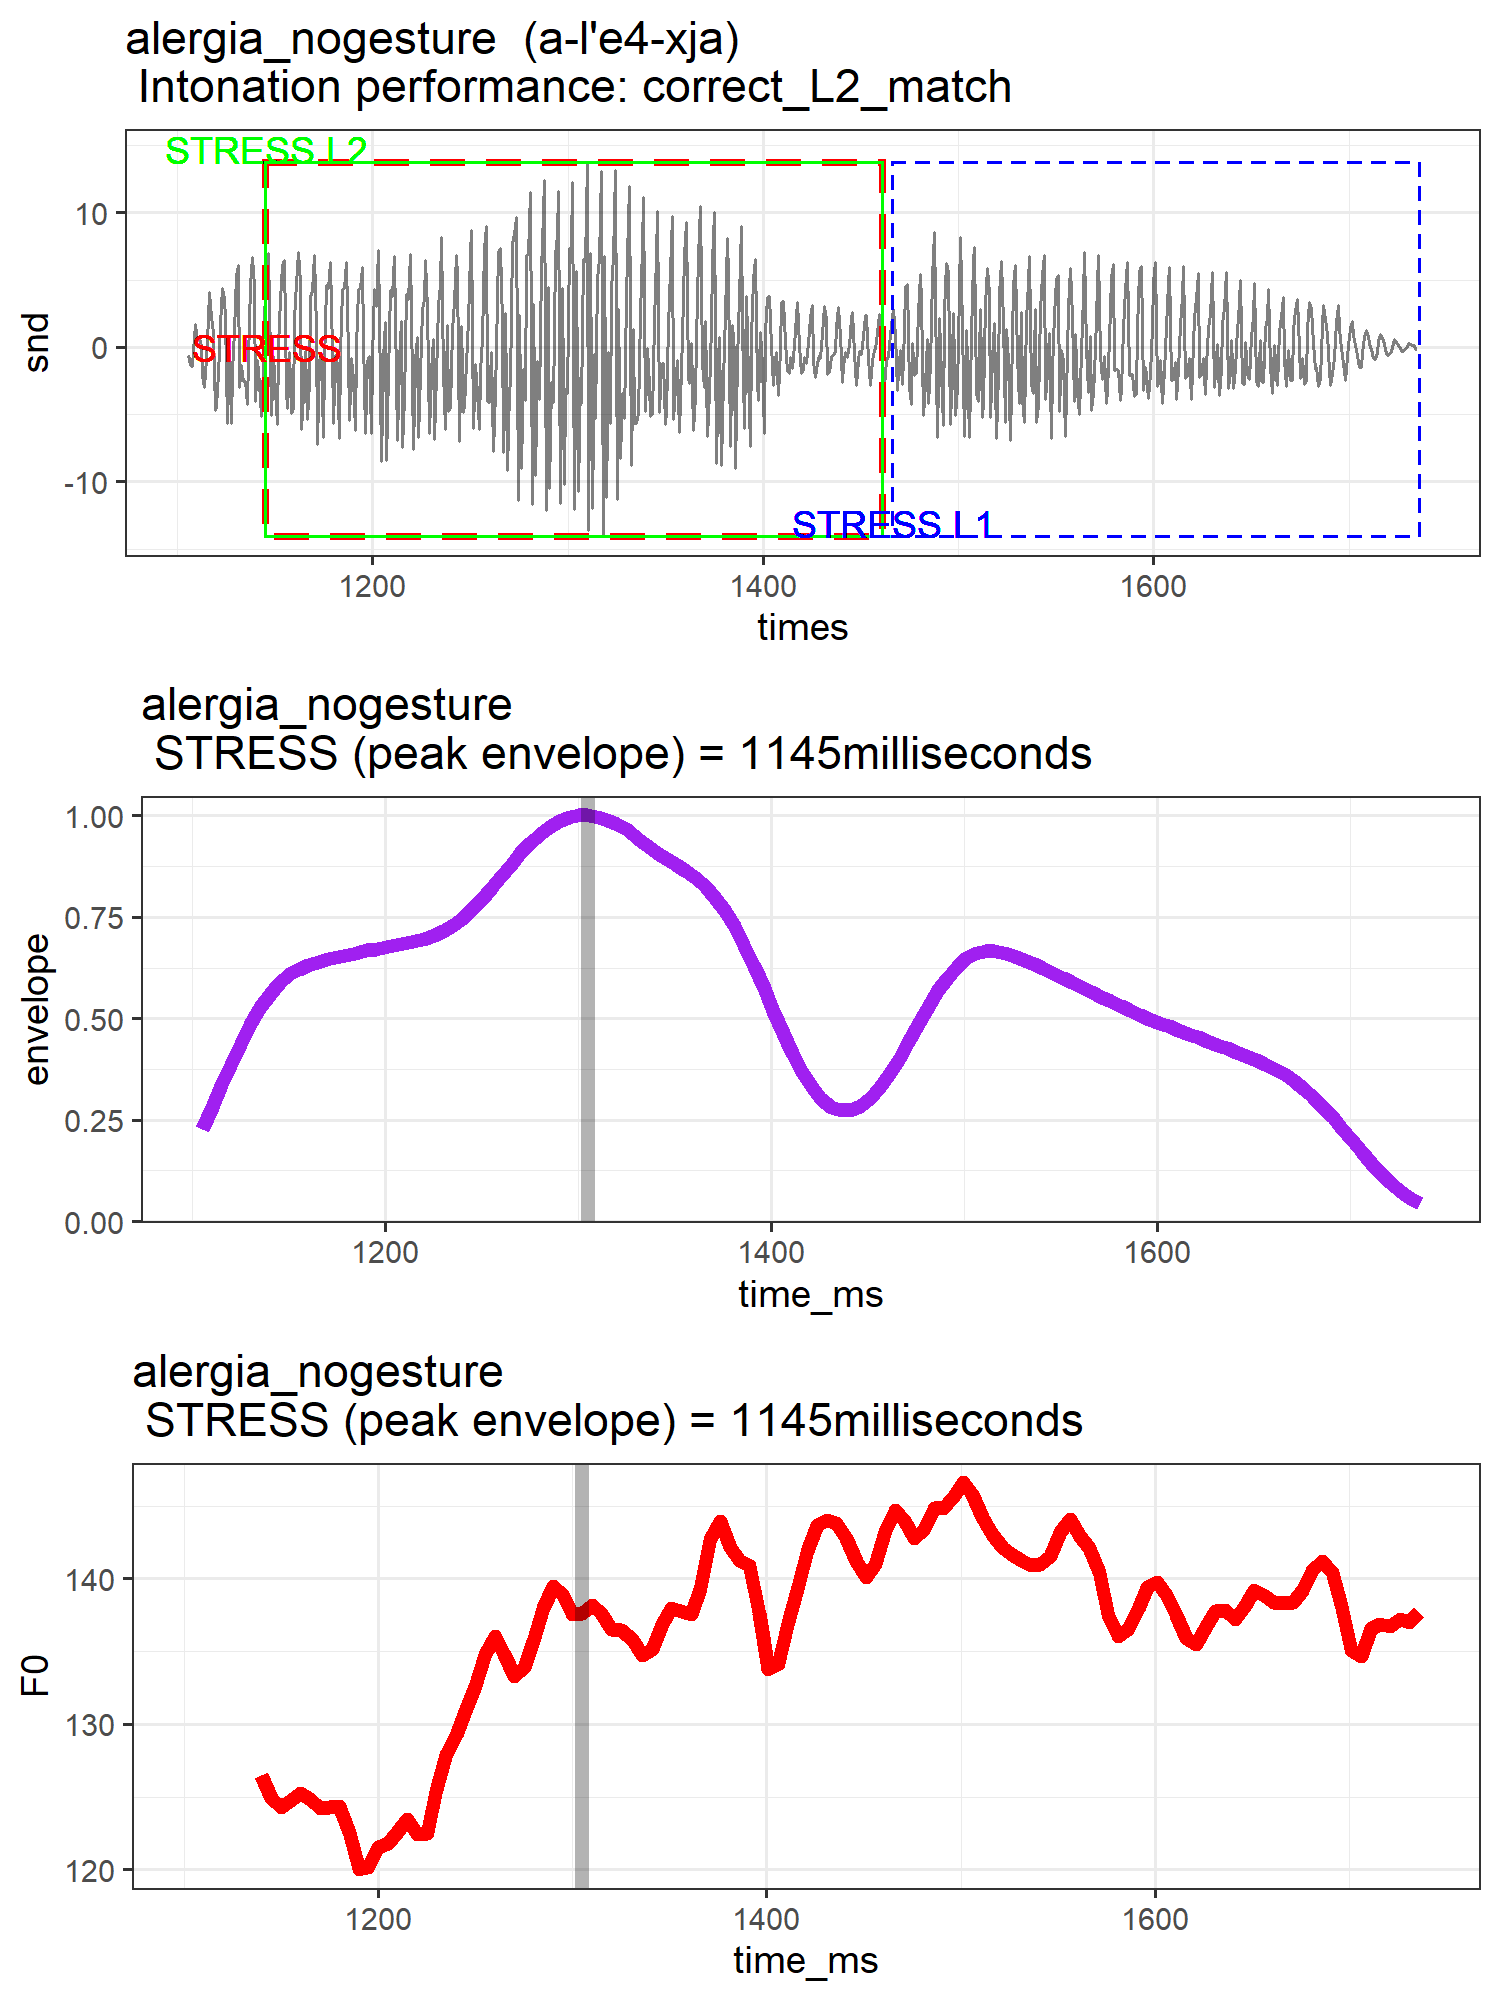 alergia_nogesture  (a-l'e4-xja)
Intonation performance: correct_L2_match
STRESS L2
10
snd
0
STRESS
-10
STRESS L1
1200
1400
1600
times
alergia_nogesture
STRESS (peak envelope) = 1145milliseconds
1.00
0.75
envelope
0.50
0.25
0.00
1200
1400
1600
time_ms
alergia_nogesture
STRESS (peak envelope) = 1145milliseconds
140
F0
130
120
1200
1400
1600
time_ms